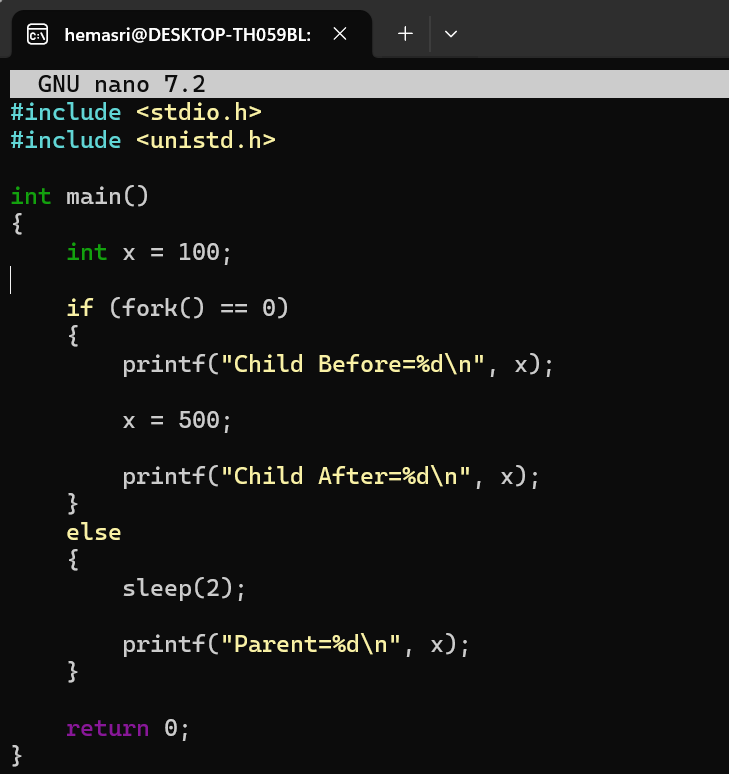 hemasri@DESKTOP-TH059BL:
GNU nano 7.2
#include <stdio.h>
#include <unistd.h>

int main()
{
    int x = 100;

    if (fork() == 0)
    {
        printf("Child Before=%d\n", x);

        x = 500;

        printf("Child After=%d\n", x);
    }
    else
    {
        sleep(2);

        printf("Parent=%d\n", x);
    }

    return 0;
}